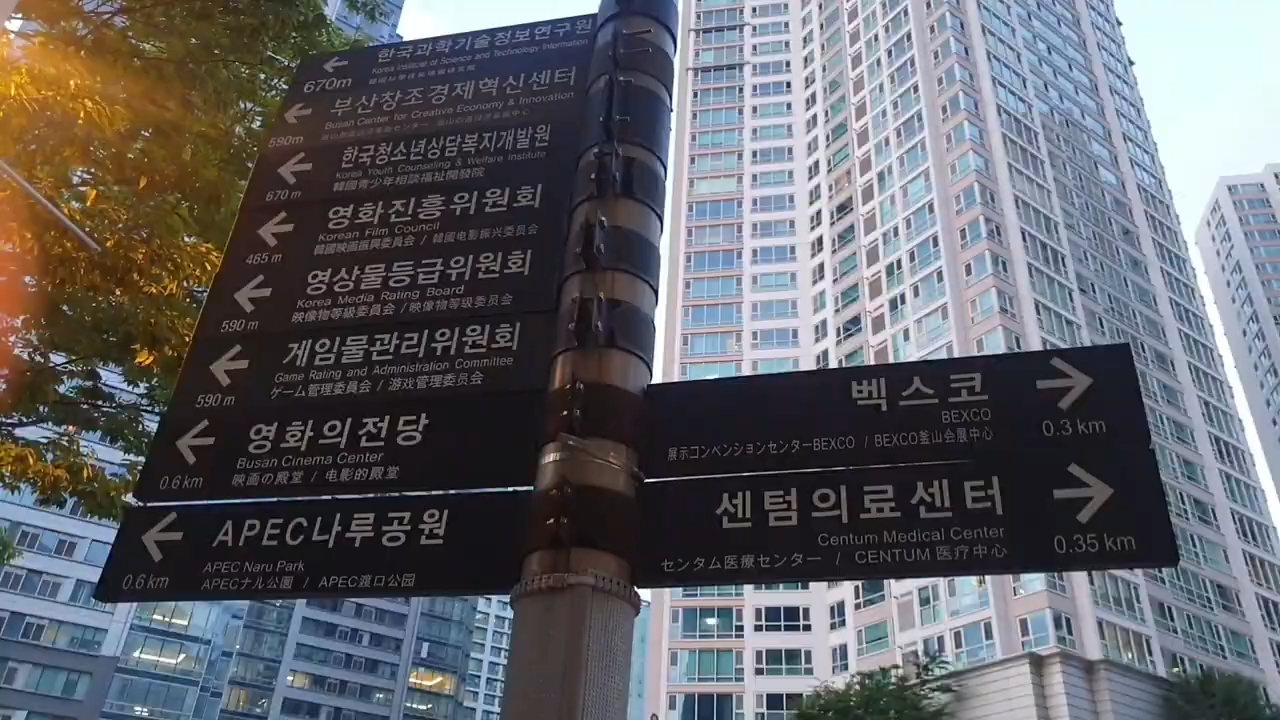 한국과학기술정보연구원
Korea Institute of Science and Technology Information
670m
부산창조경제혁신센터
Busan Center for Creative Economy & Innovation
590m
한국청소년상담복지개발원
Korea Youth Counseling & Welfare Institute
韓國青少年相談福祉開發院
670 m
영화진흥위원회
Korean Film Council
韓國映画振興委員会 / 韓國电影振兴委员会
465 m
영상물등급위원회
Korea Media Rating Board
映像物等級委員会 / 映像物等级委员会
590 m
게임물관리위원회
Game Rating and Administration Committee
ゲーム管理委員会 / 游戏管理委员会
590 m
영화의전당
Busan Cinema Center
映画の殿堂 / 电影的殿堂
0.6 km
APEC나루공원
APEC Naru Park
APECナル公園 / APEC渡口公园
0.6 km
벡스코
BEXCO
展示コンベンションセンターBEXCO / BEXCO釜山会展中心
0.3 km
센텀의료센터
Centum Medical Center
センタム医療センター / CENTUM 医疗中心
0.35 km